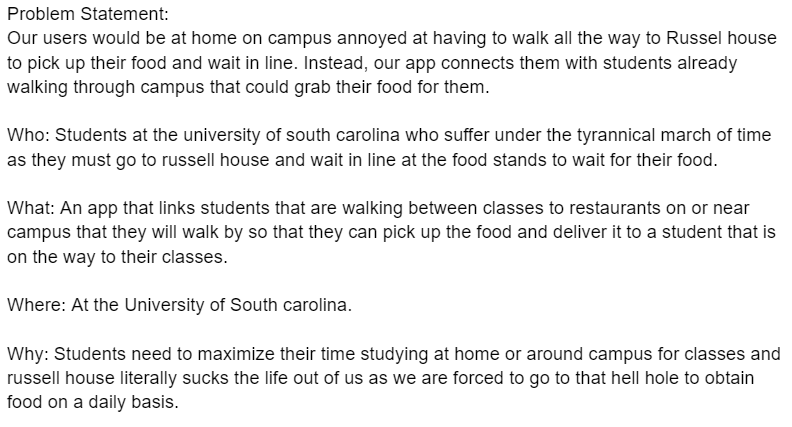 Problem Statement:
Our users would be at home on campus annoyed at having to walk all the way to Russel house
to pick up their food and wait in line. Instead, our app connects them with students already
walking through campus that could grab their food for them.
Who: Students at the university of south carolina who suffer under the tyrannical march of time
as they must go to russell house and wait in line at the food stands to wait for their food.
What: An app that links students that are walking between classes to restaurants on or near
campus that they will walk by so that they can pick up the food and deliver it to a student that is
on the way to their classes.
Where: At the University of South carolina.
Why: Students need to maximize their time studying at home or around campus for classes and
russell house literally sucks the life out of us as we are forced to go to that hell hole to obtain
food on a daily basis.